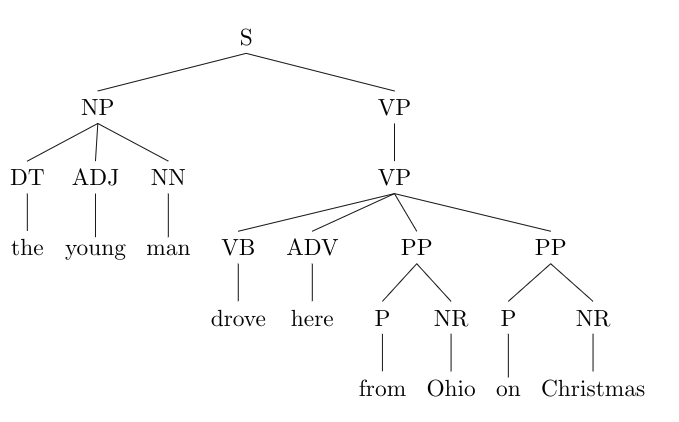 S
NP VP
DT ADJ NN VP
the young man VB ADV PP PP
drove here P NR P NR
from Ohio on Christmas